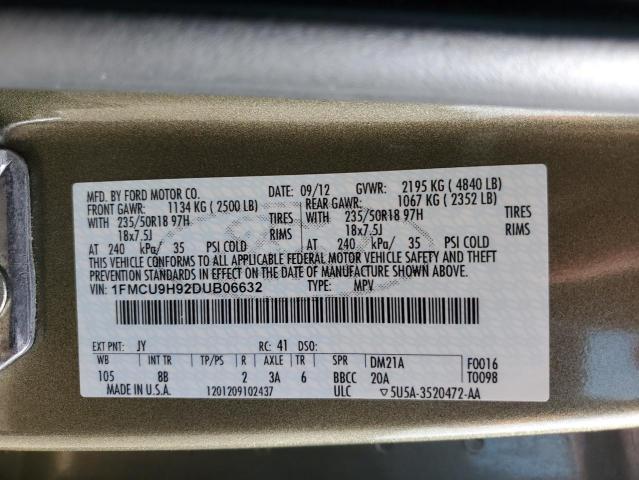 MFD. BY FORD MOTOR CO. DATE: 09/12 GVWR: 2195 KG ( 4840 LB)
FRONT GAWR: 1134 KG ( 2500 LB) REAR GAWR: 1067 KG ( 2352 LB)
WITH 235/50R18 97H TIRES WITH 235/50R18 97H TIRES
18x7.5J RIMS 18x7.5J RIMS
AT 240 kPa/ 35 PSI COLD AT 240 kPa/ 35 PSI COLD
THIS VEHICLE CONFORMS TO ALL APPLICABLE FEDERAL MOTOR VEHICLE SAFETY AND THEFT
PREVENTION STANDARDS IN EFFECT ON THE DATE OF MANUFACTURE SHOWN ABOVE.
VIN: 1FMCU9H92DUB06632 TYPE: MPV
EXT PNT: JY RC: 41 DSO:
WB INT TR TP/PS R AXLE TR SPR DM21A F0016
105 8B 2 3A 6 BBCC 20A T0098
MADE IN U.S.A. 1201209102437 ULC ▽5U5A-3520472-AA